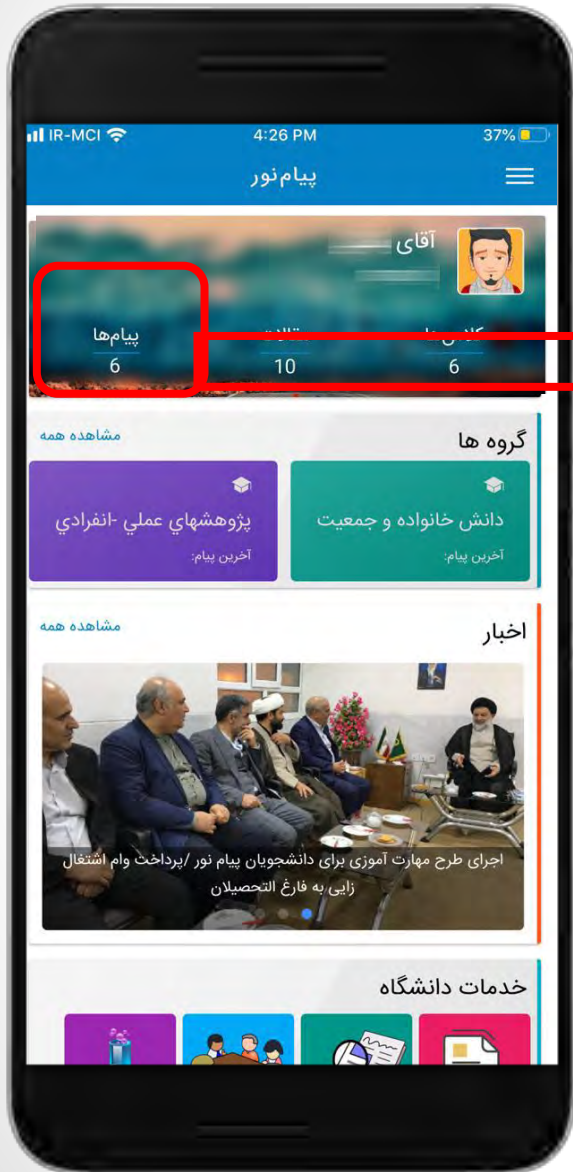 IR-MCI 4:26 PM 37%
پیام‌نور
آقای
پیام‌ها
6 10 6
گروه ها
مشاهده همه
دانش خانواده و جمعیت
آخرین پیام:
پژوهشهاي عملي -انفرادي
آخرین پیام:
اخبار
مشاهده همه
اجرای طرح مهارت آموزی برای دانشجویان پیام نور /پرداخت وام اشتغال
زایی به فارغ التحصیلان
خدمات دانشگاه